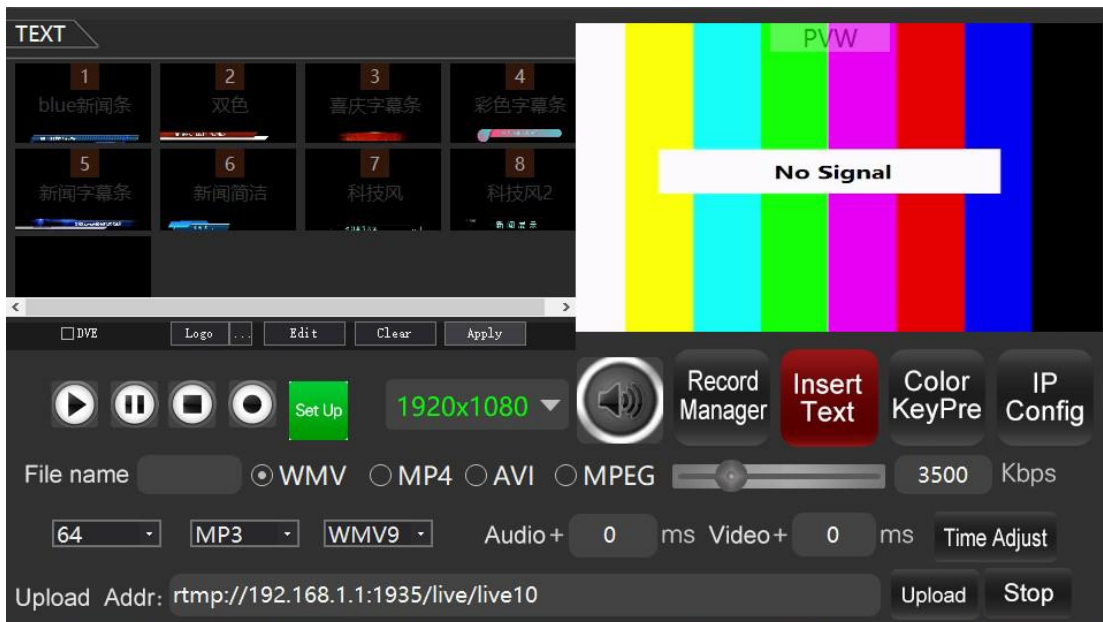 TEXT
PVW
1 2 3 4
blue新闻条 双色 喜庆字幕条 彩色字幕条
5 6 7 8
新闻字幕条 新闻简洁 科技风 科技风2
No Signal
< >
DVE Logo ... Edit Clear Apply
Set Up 1920x1080
Record Manager
Insert Text
Color KeyPre
IP Config
File name WMV MP4 AVI MPEG 3500 Kbps
64 MP3 WMV9 Audio+ 0 ms Video+ 0 ms Time Adjust
Upload Addr: rtmp://192.168.1.1:1935/live/live10 Upload Stop